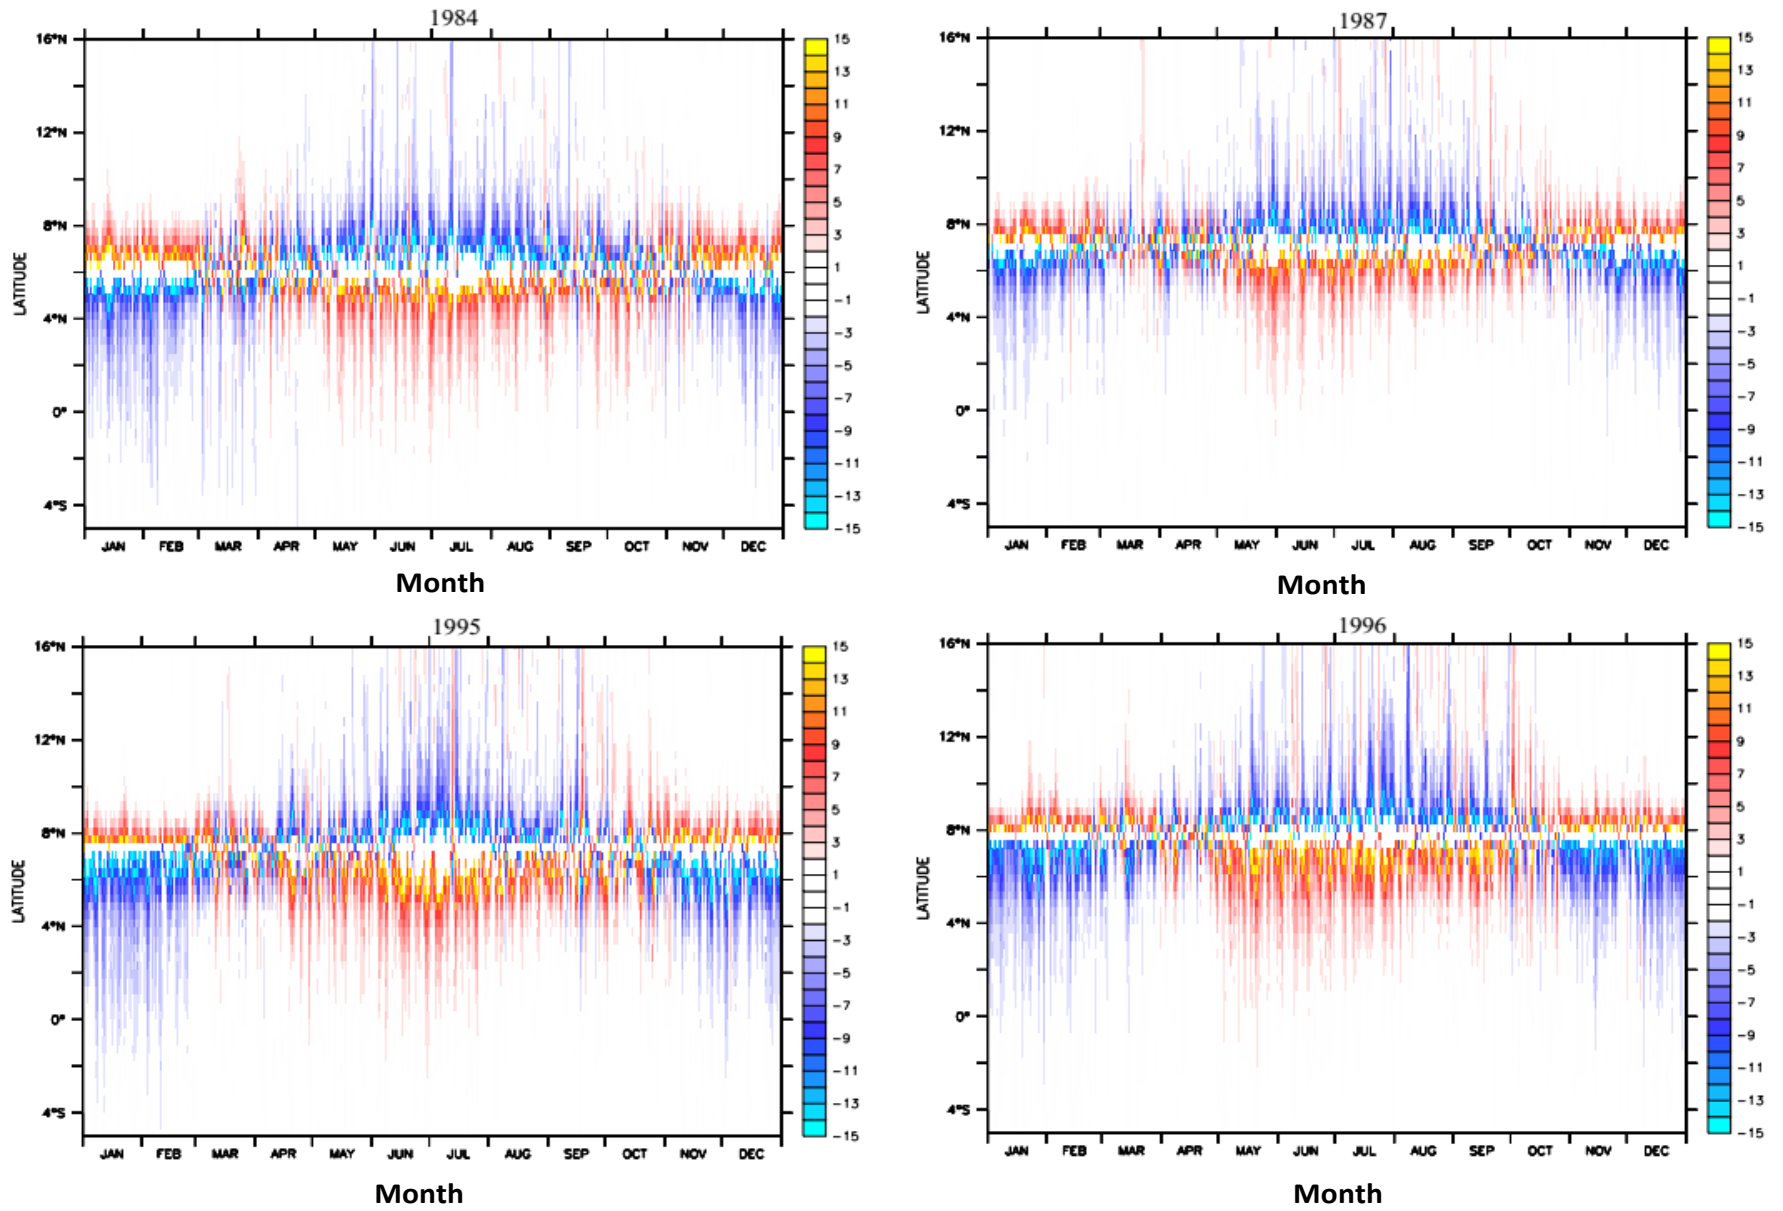 1984
16°N
12°N
8°N
4°N
0°
4°S
LATITUDE
JAN FEB MAR APR MAY JUN JUL AUG SEP OCT NOV DEC
Month
15
13
11
9
7
5
3
1
-1
-3
-5
-7
-9
-11
-13
-15
1987
16°N
12°N
8°N
4°N
0°
4°S
LATITUDE
JAN FEB MAR APR MAY JUN JUL AUG SEP OCT NOV DEC
Month
15
13
11
9
7
5
3
1
-1
-3
-5
-7
-9
-11
-13
-15
1995
16°N
12°N
8°N
4°N
0°
4°S
LATITUDE
JAN FEB MAR APR MAY JUN JUL AUG SEP OCT NOV DEC
Month
15
13
11
9
7
5
3
1
-1
-3
-5
-7
-9
-11
-13
-15
1996
16°N
12°N
8°N
4°N
0°
4°S
LATITUDE
JAN FEB MAR APR MAY JUN JUL AUG SEP OCT NOV DEC
Month
15
13
11
9
7
5
3
1
-1
-3
-5
-7
-9
-11
-13
-15